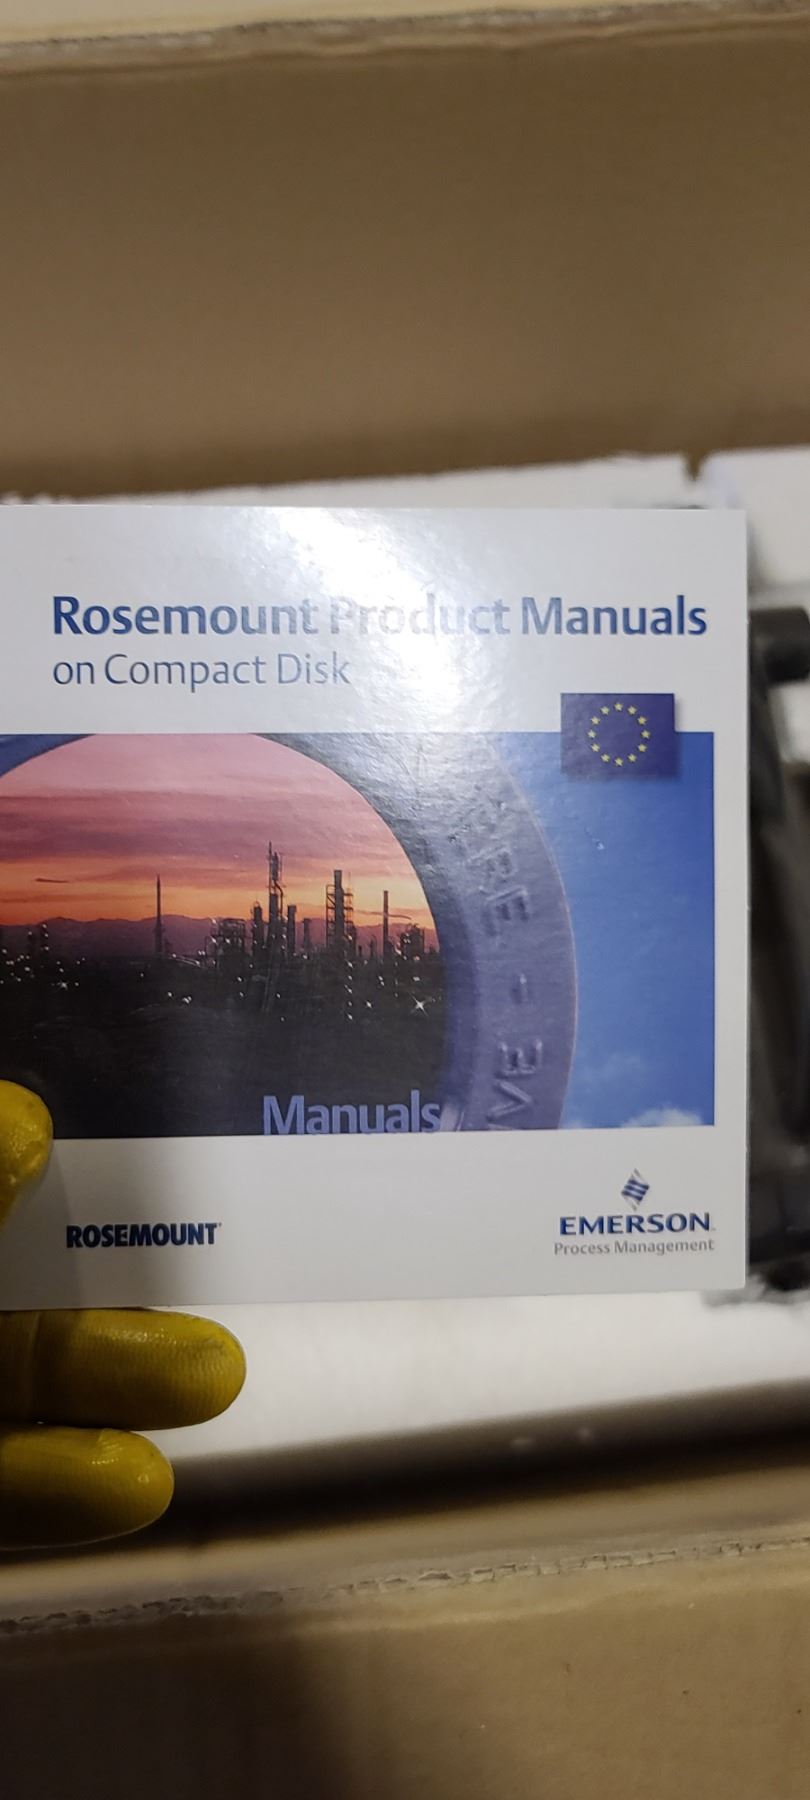 Rosemount Product Manuals
on Compact Disk
Manuals
ROSEMOUNT
EMERSON
Process Management